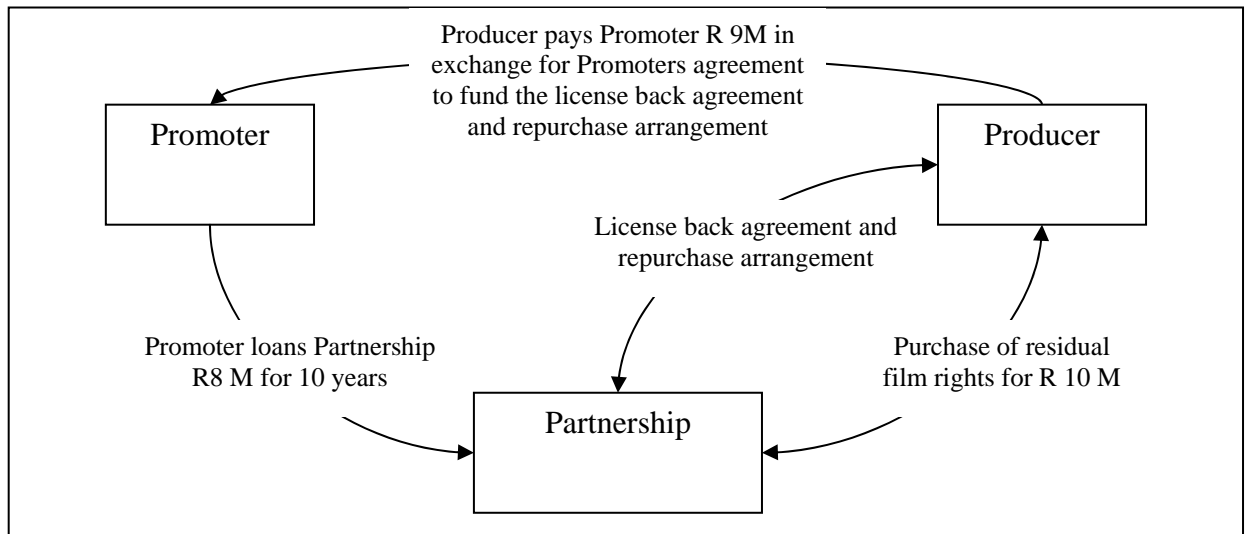 Producer pays Promoter R 9M in
exchange for Promoters agreement
to fund the license back agreement
and repurchase arrangement
Promoter
Producer
License back agreement and
repurchase arrangement
Promoter loans Partnership
R8 M for 10 years
Purchase of residual
film rights for R 10 M
Partnership